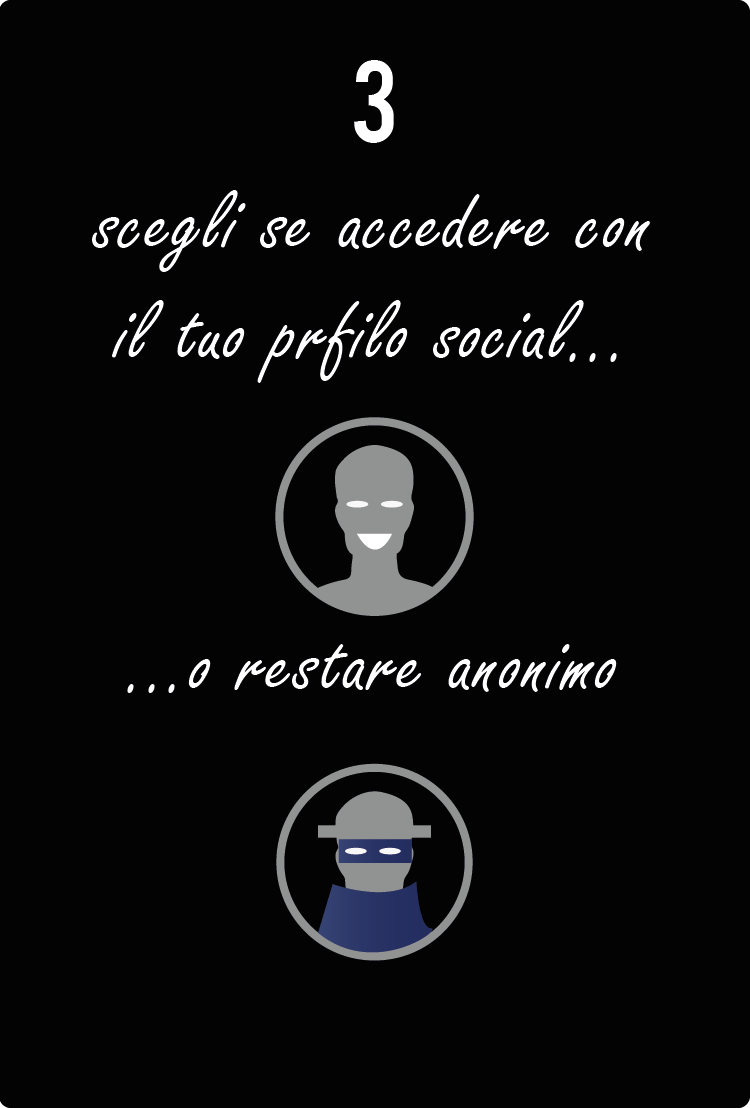 3
scegli se accedere con
il tuo prfilo social...
...o restare anonimo